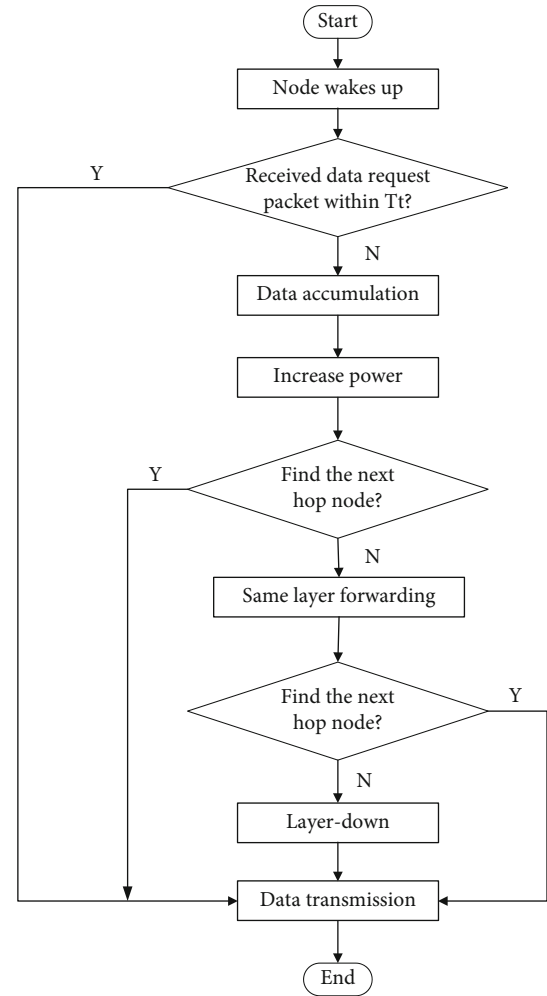 Start
Node wakes up
Y
Received data request
packet within Tt?
N
Data accumulation
Increase power
Y
Find the next
hop node?
N
Same layer forwarding
Find the next
hop node?
Y
N
Layer-down
Data transmission
End